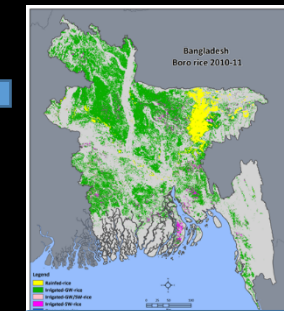 Bangladesh
Boro rice 2010-11
Legend
Rainfed-rice
Irrigated-GW-rice
Irrigated-GW/SW-rice
Irrigated-SW-rice